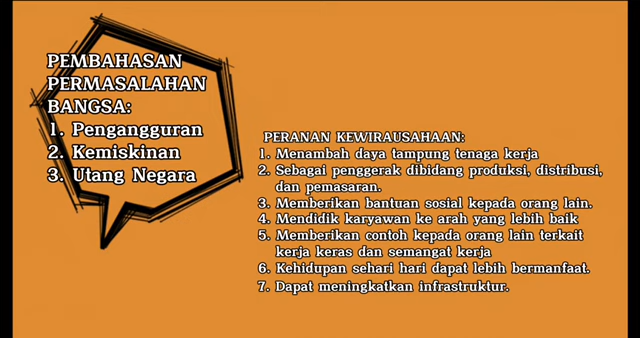 PEMBAHASAN
PERMASALAHAN
BANGSA:
1. Pengangguran
2. Kemiskinan
3. Utang Negara
PERANAN KEWIRAUSAHAAN:
1. Menambah daya tampung tenaga kerja
2. Sebagai penggerak dibidang produksi, distribusi,
dan pemasaran.
3. Memberikan bantuan sosial kepada orang lain.
4. Mendidik karyawan ke arah yang lebih baik
5. Memberikan contoh kepada orang lain terkait
kerja keras dan semangat kerja
6. Kehidupan sehari hari dapat lebih bermanfaat.
7. Dapat meningkatkan infrastruktur.